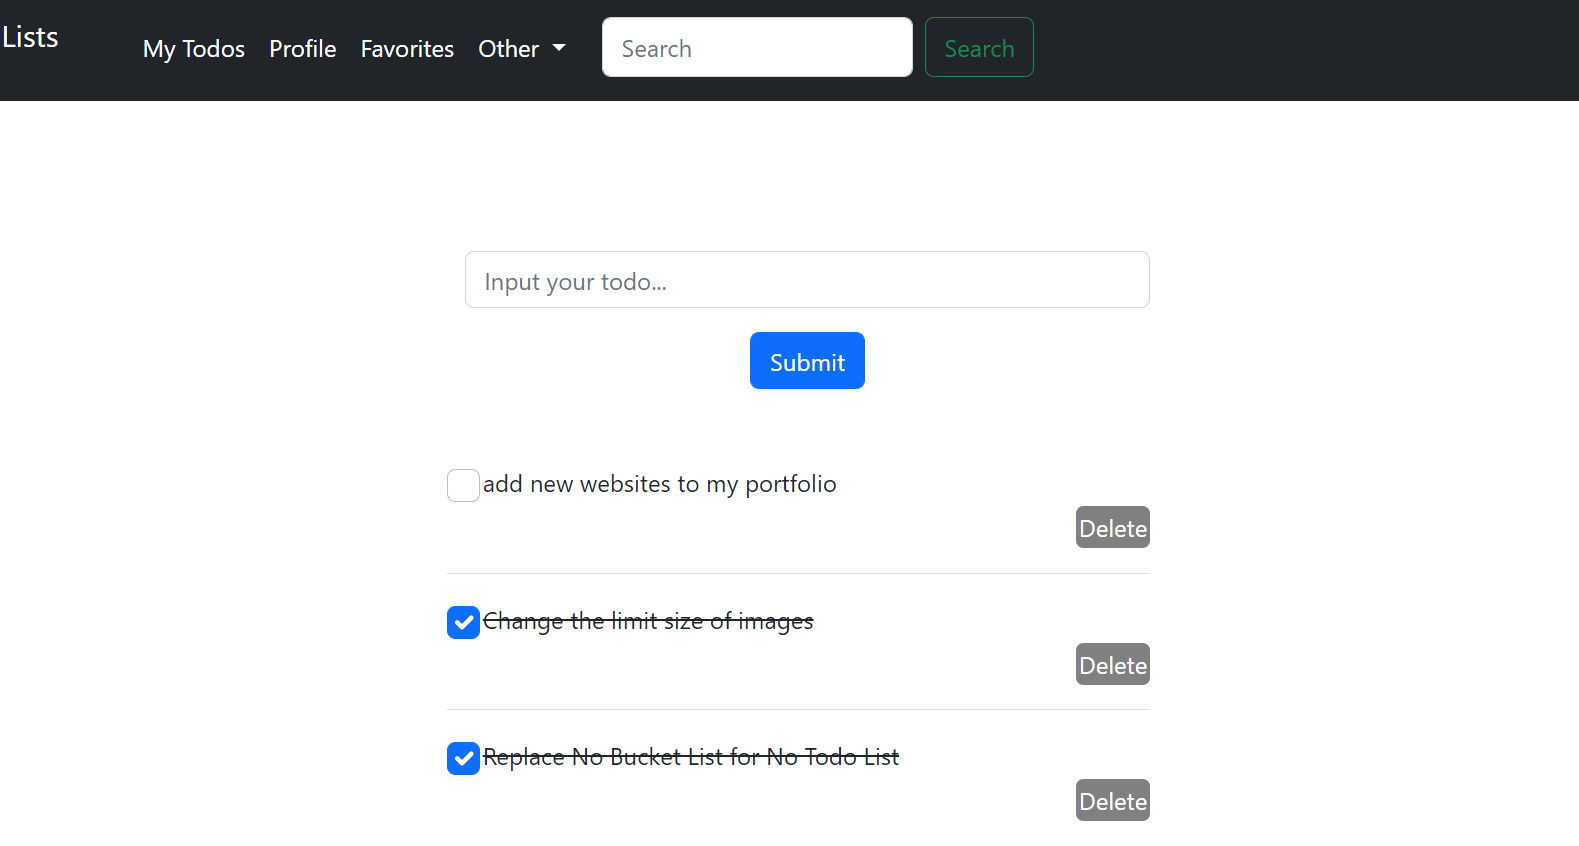 Lists
My Todos Profile Favorites Other Search Search
Input your todo...
Submit
add new websites to my portfolio
Delete
Change the limit size of images
Delete
Replace No Bucket List for No Todo List
Delete